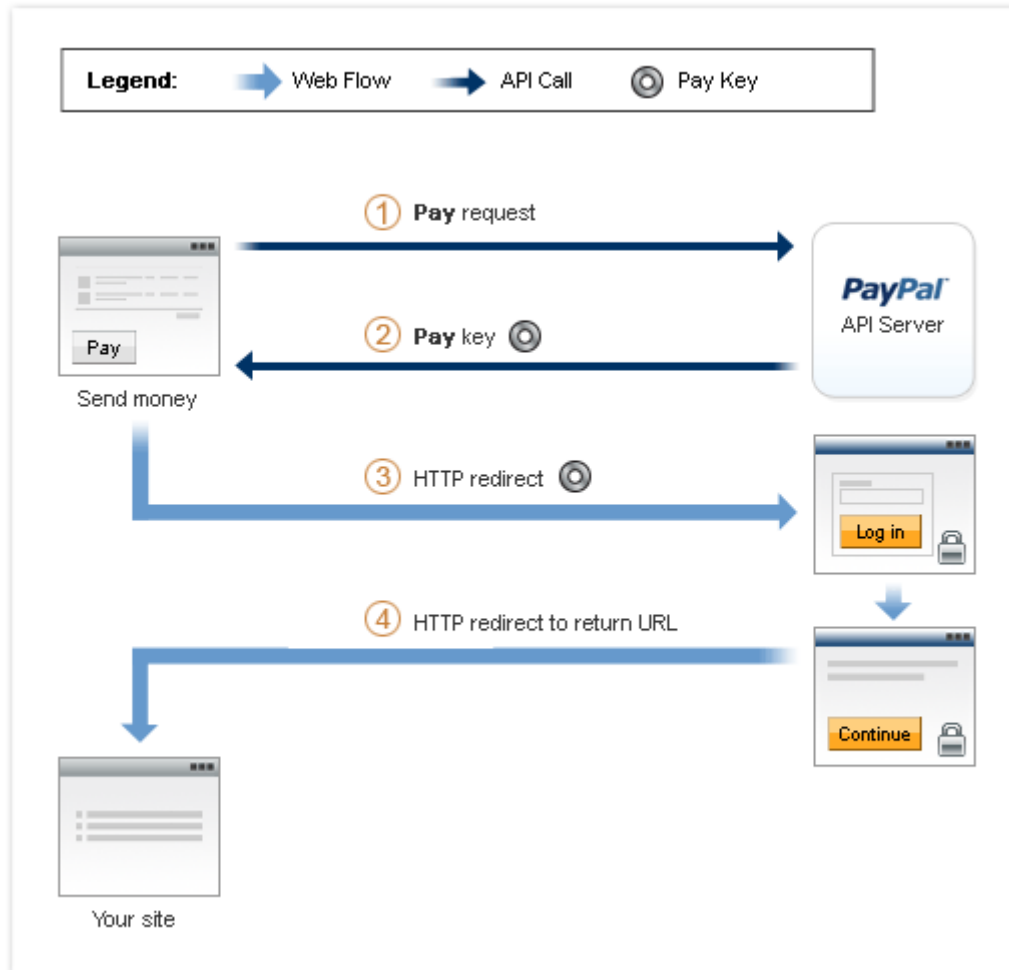 Legend: Web Flow API Call Pay Key
1 Pay request
PayPal™
API Server
2 Pay key
Pay
Send money
3 HTTP redirect
Log in
4 HTTP redirect to return URL
Continue
Your site